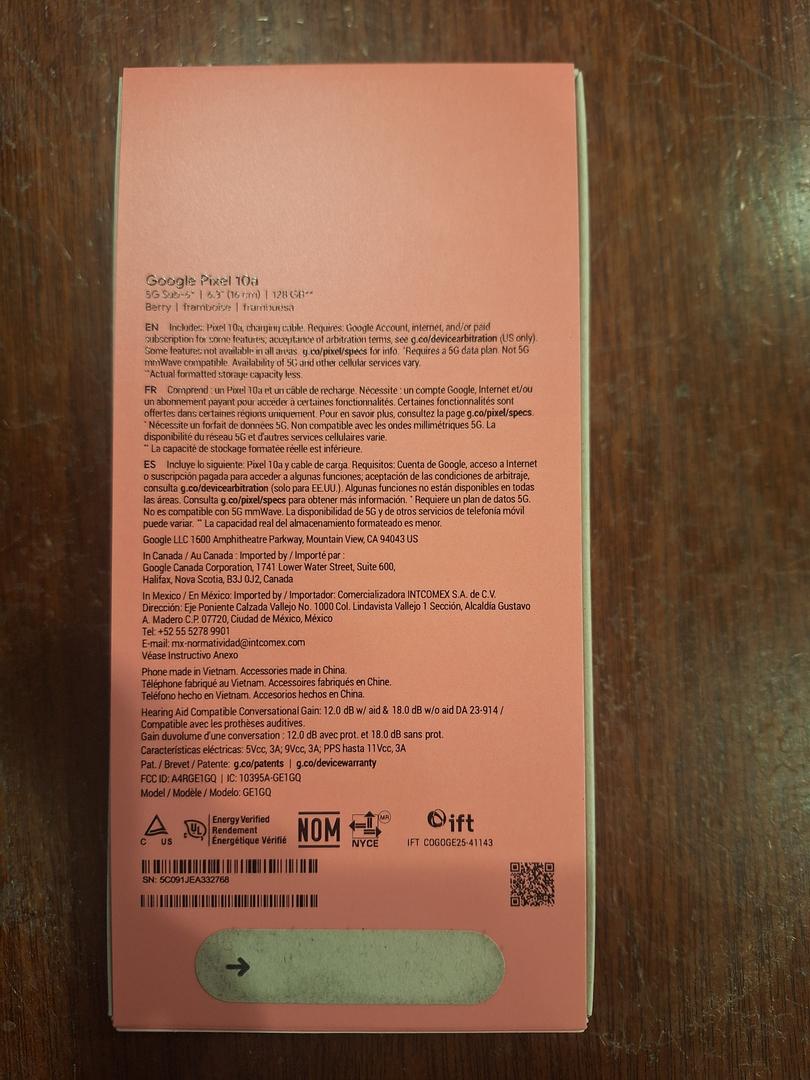 Google Pixel 10a
5G Sub-6* | 6.3" (16 cm) | 128 GB**
Berry | framboise | frambuesa
EN Includes: Pixel 10a, charging cable. Requires: Google Account, internet, and/or paid
subscription for some features; acceptance of arbitration terms, see g.co/devicearbitration (US only).
Some features not available in all areas. g.co/pixel/specs for info. *Requires a 5G data plan. Not 5G
mmWave compatible. Availability of 5G and other cellular services vary.
**Actual formatted storage capacity less.
FR Comprend : un Pixel 10a et un câble de recharge. Nécessite : un compte Google, Internet et/ou
un abonnement payant pour accéder à certaines fonctionnalités. Certaines fonctionnalités sont
offertes dans certaines régions uniquement. Pour en savoir plus, consultez la page g.co/pixel/specs.
* Nécessite un forfait de données 5G. Non compatible avec les ondes millimétriques 5G. La
disponibilité du réseau 5G et d'autres services cellulaires varie.
** La capacité de stockage formatée réelle est inférieure.
ES Incluye lo siguiente: Pixel 10a y cable de carga. Requisitos: Cuenta de Google, acceso a Internet
o suscripción pagada para acceder a algunas funciones; aceptación de las condiciones de arbitraje,
consulta g.co/devicearbitration (solo para EE.UU.). Algunas funciones no están disponibles en todas
las áreas. Consulta g.co/pixel/specs para obtener más información. * Requiere un plan de datos 5G.
No es compatible con 5G mmWave. La disponibilidad de 5G y de otros servicios de telefonía móvil
puede variar. ** La capacidad real del almacenamiento formateado es menor.
Google LLC 1600 Amphitheatre Parkway, Mountain View, CA 94043 US
In Canada / Au Canada : Imported by / Importé par :
Google Canada Corporation, 1741 Lower Water Street, Suite 600,
Halifax, Nova Scotia, B3J 0J2, Canada
In Mexico / En México: Imported by / Importador: Comercializadora INTCOMEX S.A. de C.V.
Dirección: Eje Poniente Calzada Vallejo No. 1000 Col. Lindavista Vallejo 1 Sección, Alcaldía Gustavo
A. Madero C.P. 07720, Ciudad de México, México
Tel: +52 55 5278 9901
E-mail: mx-normatividad@intcomex.com
Véase Instructivo Anexo
Phone made in Vietnam. Accessories made in China.
Téléphone fabriqué au Vietnam. Accessoires fabriqués en Chine.
Teléfono hecho en Vietnam. Accesorios hechos en China.
Hearing Aid Compatible Conversational Gain: 12.0 dB w/ aid & 18.0 dB w/o aid DA 23-914 /
Compatible avec les prothèses auditives.
Gain duvolume d'une conversation : 12.0 dB avec prot. et 18.0 dB sans prot.
Características eléctricas: 5Vcc, 3A; 9Vcc, 3A; PPS hasta 11Vcc, 3A
Pat. / Brevet / Patente: g.co/patents | g.co/devicewarranty
FCC ID: A4RGE1GQ | IC: 10395A-GE1GQ
Model / Modèle / Modelo: GE1GQ
C US
UL
Energy Verified
Rendement
Énergétique Vérifié
NOM
MR
NYCE
ift
IFT COGOGE25-41143
SN: 5C091JEA332768